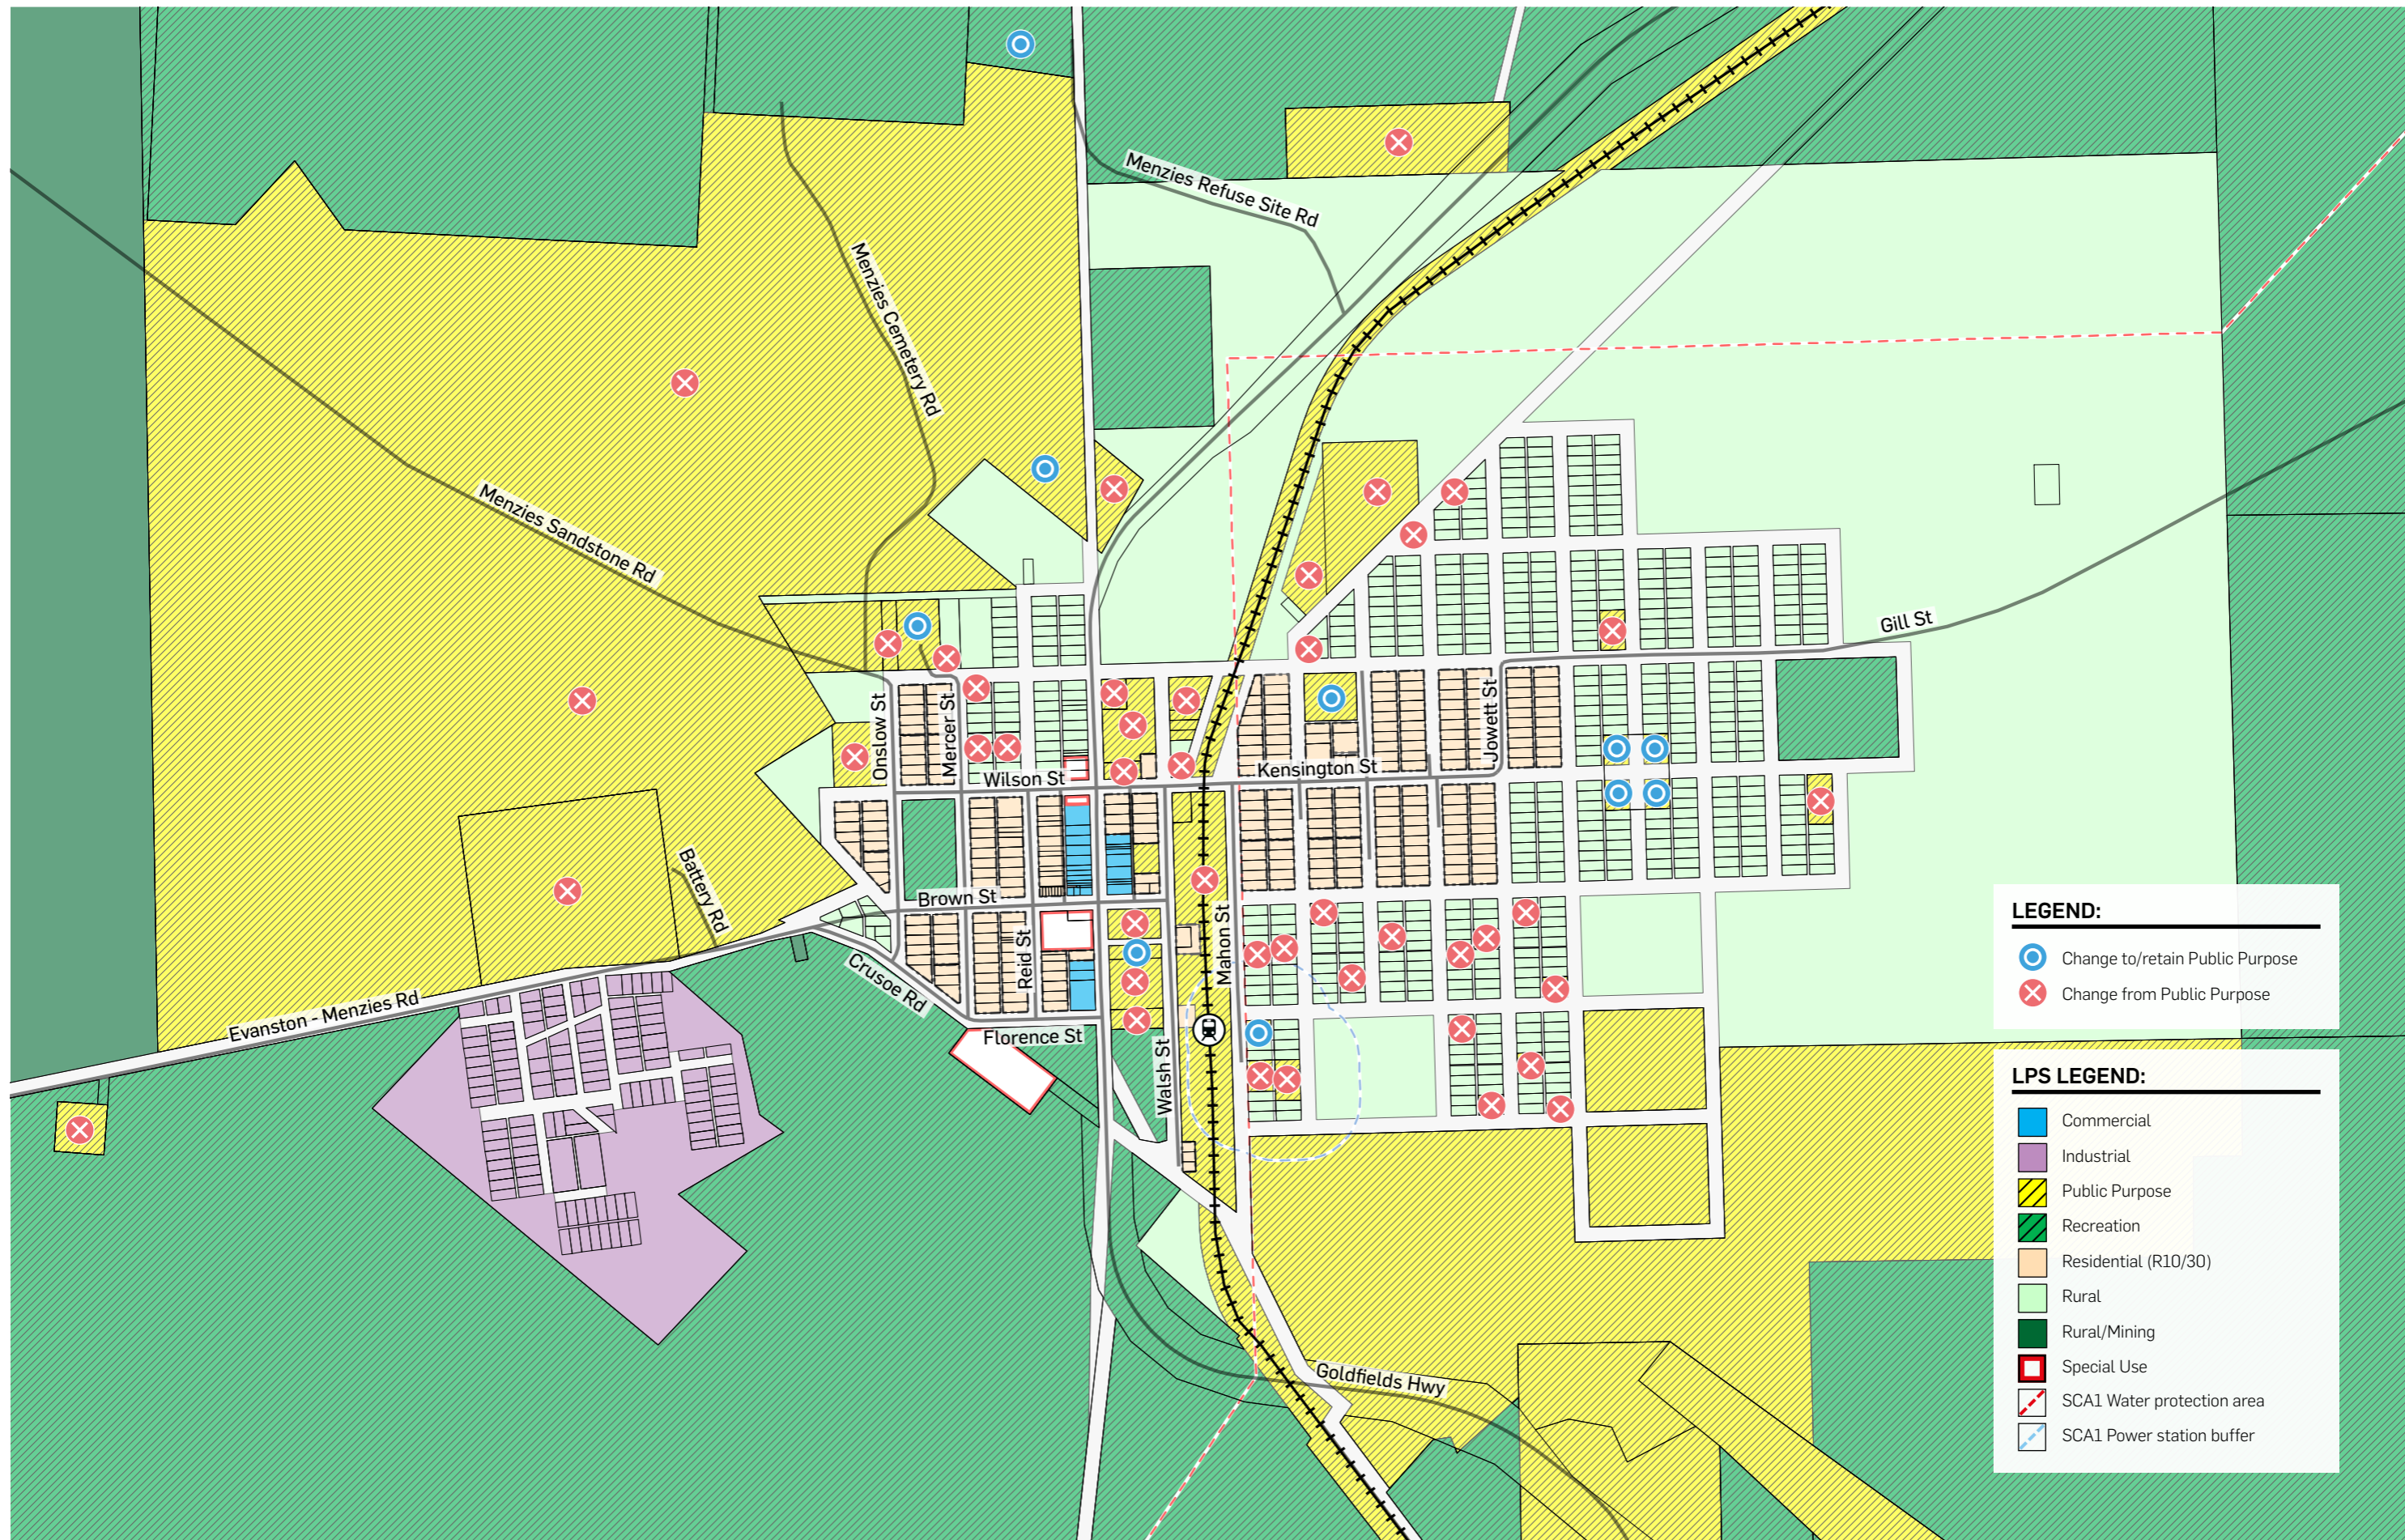 Menzies Refuse Site Rd
Menzies Cemetery Rd
Menzies Sandstone Rd
Gill St
Onslow St
Mercer St
Jowett St
Wilson St
Kensington St
Battery Rd
Brown St
Reid St
Mahon St
Crusoe Rd
Evanston - Menzies Rd
Florence St
Walsh St
Goldfields Hwy
LEGEND:
Change to/retain Public Purpose
Change from Public Purpose
LPS LEGEND:
Commercial
Industrial
Public Purpose
Recreation
Residential (R10/30)
Rural
Rural/Mining
Special Use
SCA1 Water protection area
SCA1 Power station buffer